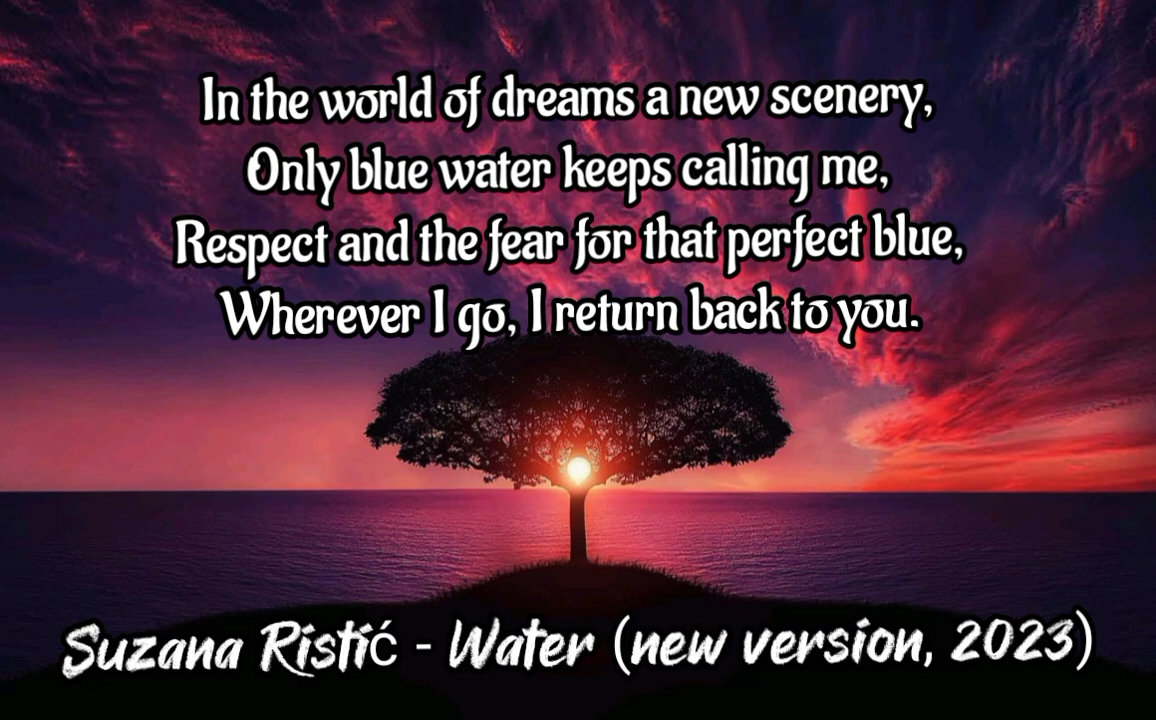 In the world of dreams a new scenery,
Only blue water keeps calling me,
Respect and the fear for that perfect blue,
Wherever I go, I return back to you.
Suzana Ristić - Water (new version, 2023)